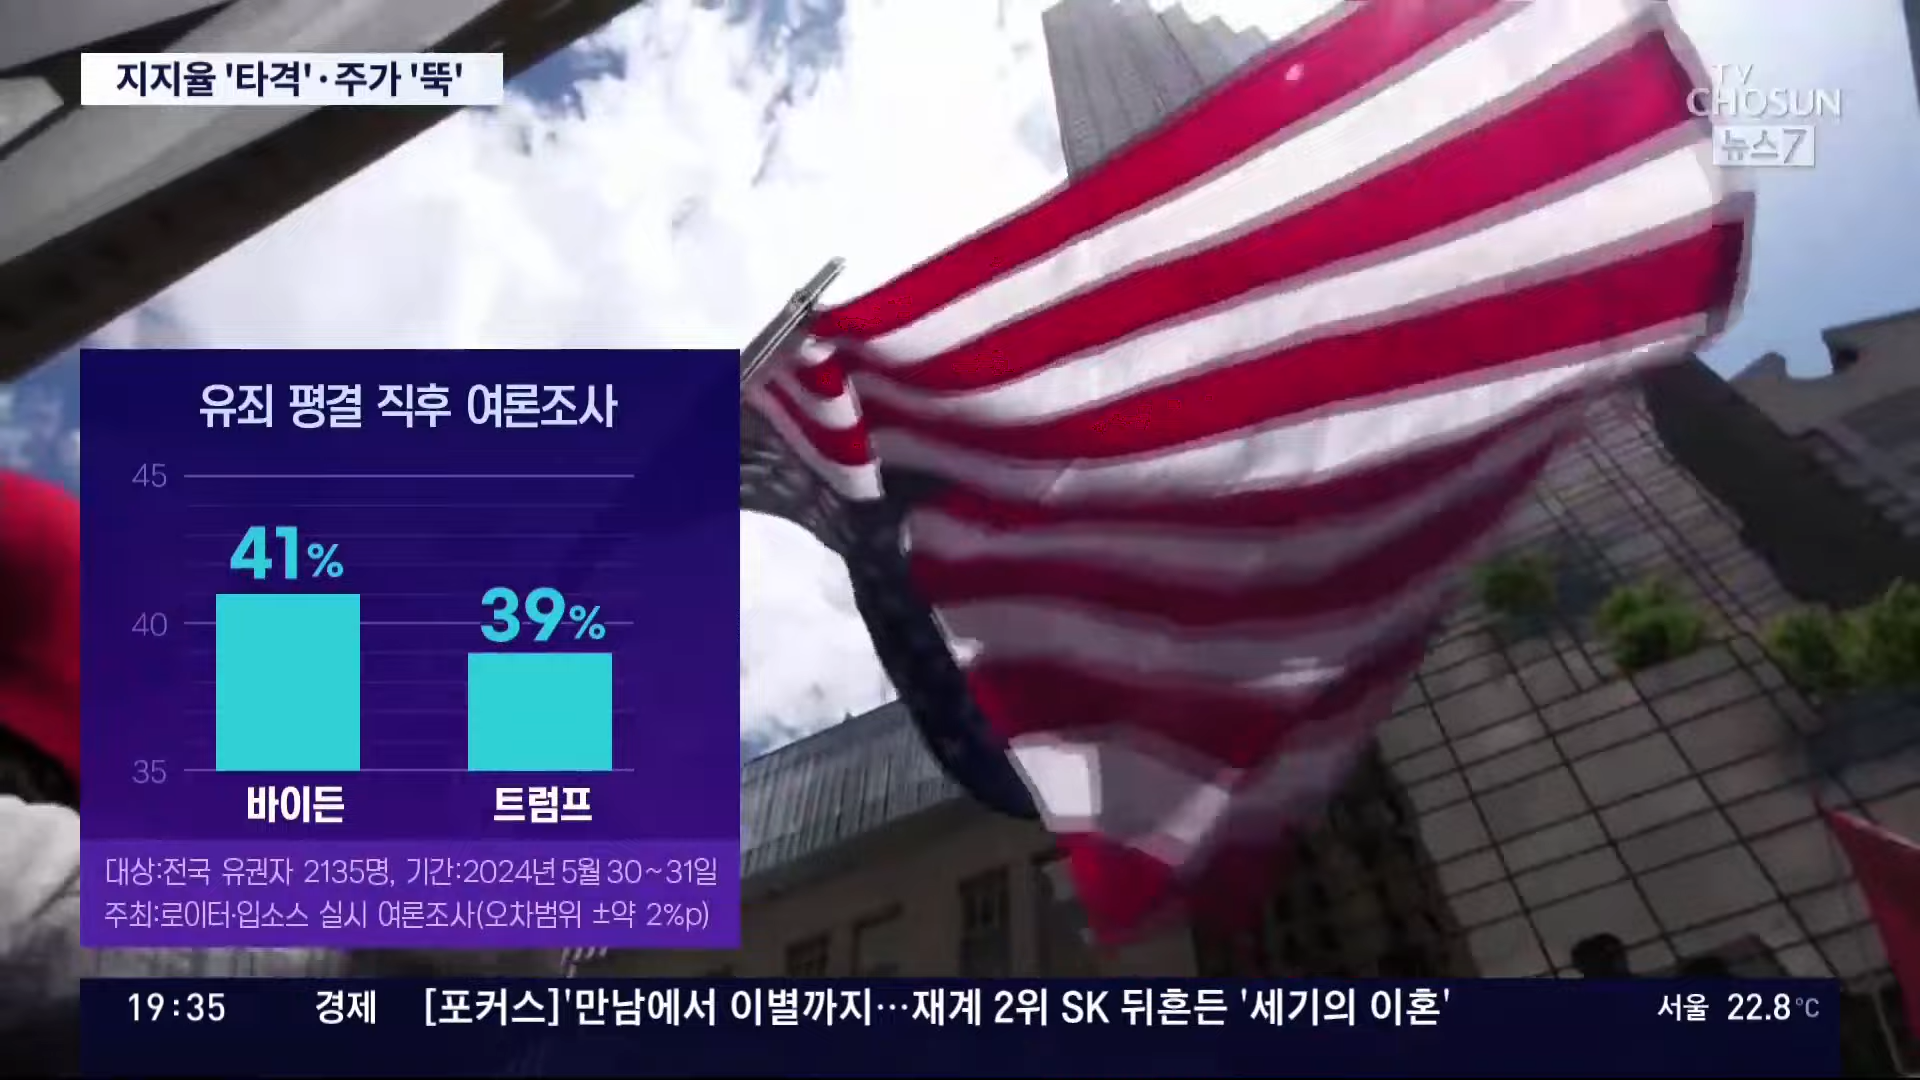 지지율 '타격'·주가 '뚝'
TV
CHOSUN
뉴스7
유죄 평결 직후 여론조사
45
41%
39%
40
35
바이든 트럼프
대상:전국 유권자 2135명, 기간:2024년 5월 30~31일
주최:로이터·입소스 실시 여론조사(오차범위 ±약 2%p)
19:35 경제 [포커스]'만남에서 이별까지…재계 2위 SK 뒤흔든 '세기의 이혼' 서울 22.8°C